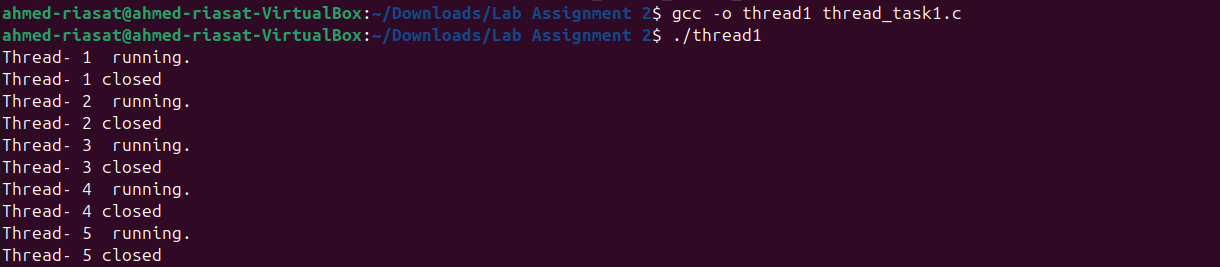 ahmed-riasat@ahmed-riasat-VirtualBox:~/Downloads/Lab Assignment 2$ gcc -o thread1 thread_task1.c
ahmed-riasat@ahmed-riasat-VirtualBox:~/Downloads/Lab Assignment 2$ ./thread1
Thread- 1  running.
Thread- 1 closed
Thread- 2  running.
Thread- 2 closed
Thread- 3  running.
Thread- 3 closed
Thread- 4  running.
Thread- 4 closed
Thread- 5  running.
Thread- 5 closed